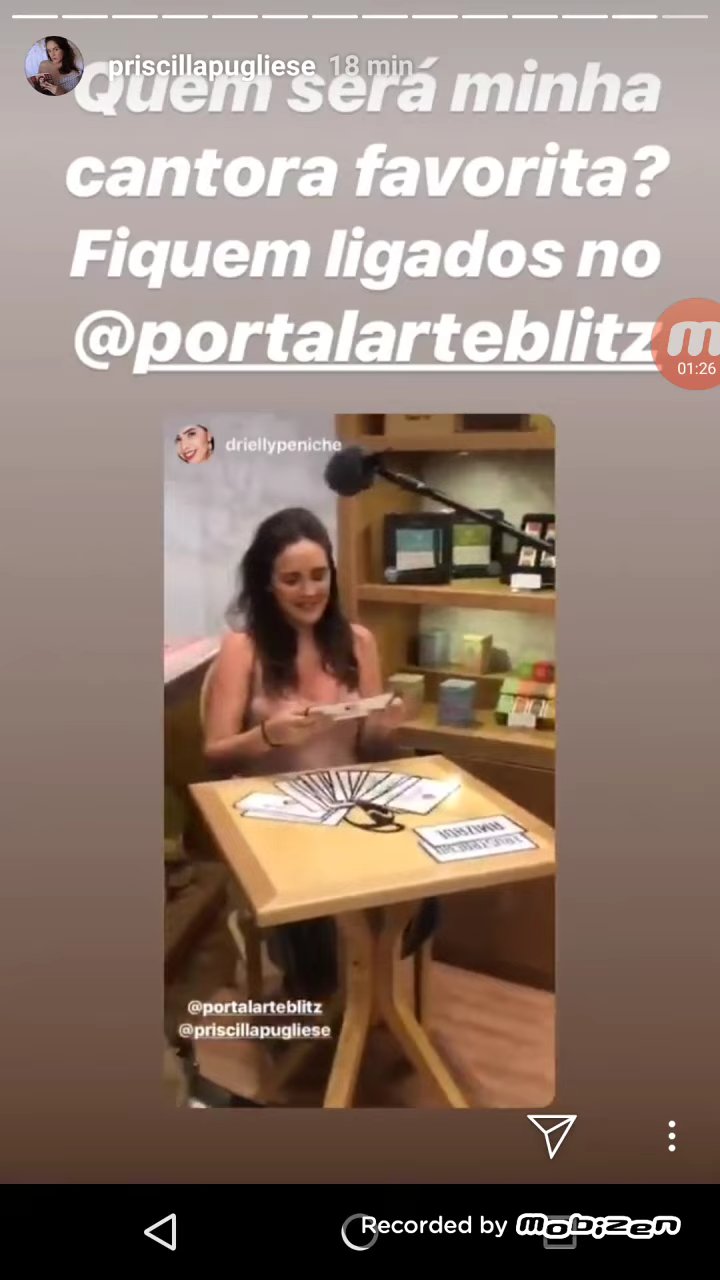 priscillapugliese 18 min
Quem será minha
cantora favorita?
Fiquem ligados no
@portalarteblitz
01:26
driellypeniche
AMIZADE
@portalarteblitz
@priscillapugliese
Recorded by mobizen